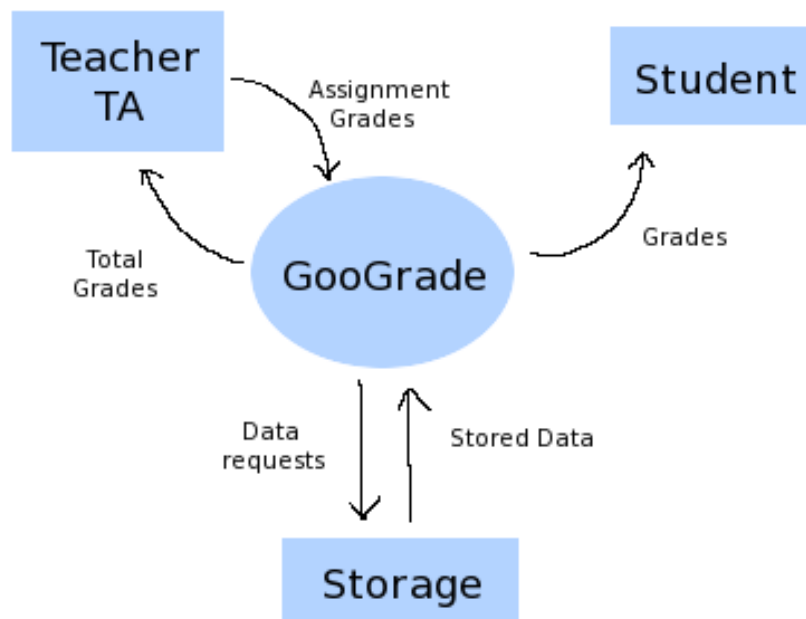 Teacher
TA
Assignment
Grades
Student
Total
Grades
GooGrade
Grades
Data
requests
Stored Data
Storage